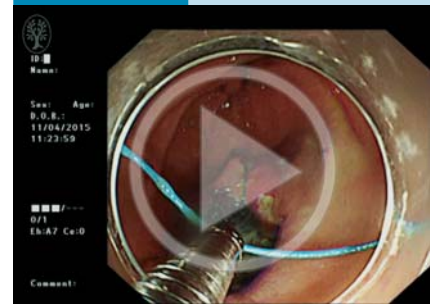 ID:
Name:
Sex: Age:
D.O.B.:
11/04/2015
11:23:59
■■■/---
0/1
Eh:A7 Ce:0
Comment: